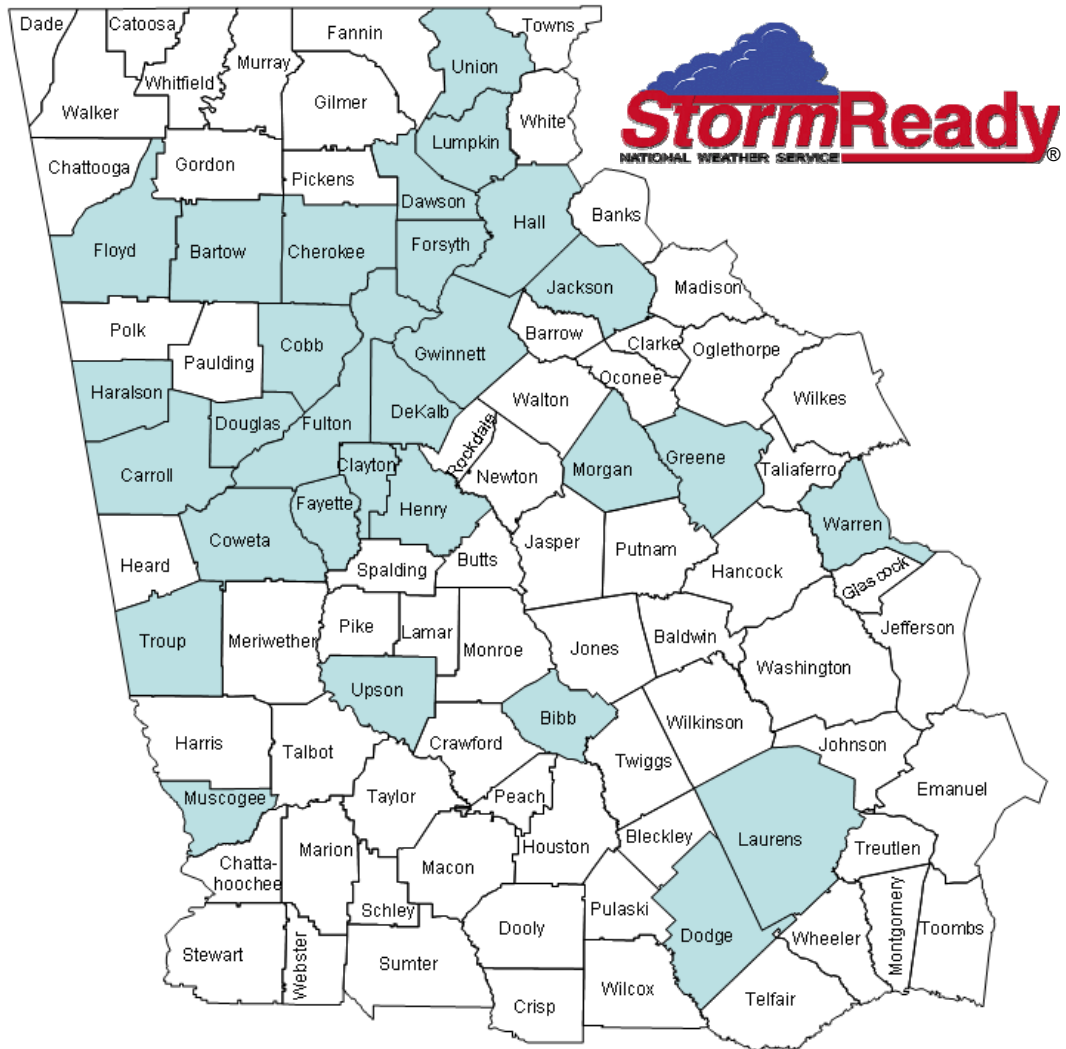 Dade
Catoosa
Fannin
Towns
Whitfield
Murray
Union
Walker
Gilmer
White
Lumpkin
StormReady
NATIONAL WEATHER SERVICE
®
Chattooga
Gordon
Pickens
Dawson
Hall
Banks
Floyd
Bartow
Cherokee
Forsyth
Jackson
Madison
Polk
Paulding
Cobb
Gwinnett
Barrow
Clarke
Oglethorpe
Haralson
Oconee
Wilkes
Douglas
Fulton
DeKalb
Walton
Carroll
Clayton
Rockdale
Newton
Morgan
Greene
Taliaferro
Fayette
Henry
Warren
Coweta
Heard
Spalding
Butts
Jasper
Putnam
Hancock
Glascock
Troup
Meriwether
Pike
Lamar
Monroe
Jones
Baldwin
Jefferson
Washington
Upson
Bibb
Wilkinson
Harris
Talbot
Crawford
Twiggs
Johnson
Muscogee
Taylor
Peach
Emanuel
Chatta-
hoochee
Marion
Macon
Houston
Bleckley
Laurens
Treutlen
Schley
Dooly
Pulaski
Dodge
Wheeler
Montgomery
Toombs
Stewart
Webster
Sumter
Crisp
Wilcox
Telfair